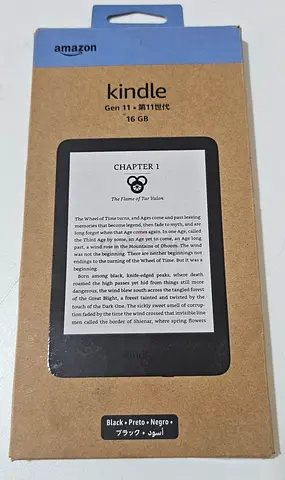 amazon
kindle
Gen 11 • 第11世代
16 GB
CHAPTER 1
The Flame of Tar Valon.
The Wheel of Time turns, and Ages come and past leaving
memories that become legend, then fade to myth, and are
long forgot when that Age comes again. In one Age, called
the Third Age by some, an Age yet to come, an Age long
past, a wind rose in the Mountains of Dhoom. The wind
was not the beginning. There are neither beginnings nor
endings to the turning of the Wheel of Time. But it was a
beginning.
Born among black, knife-edged peaks, where death
roamed the high passes yet hid from things still more
dangerous, the wind blew south across the tangled forest
of the Great Blight, a forest tainted and twisted by the
touch of the Dark One. The sickly sweet smell of corrup-
tion faded by the time the wind crossed that invisible line
men called the border of Shienar, where spring flowers
kindle
Black • Preto • Negro •
ブラック • أسود